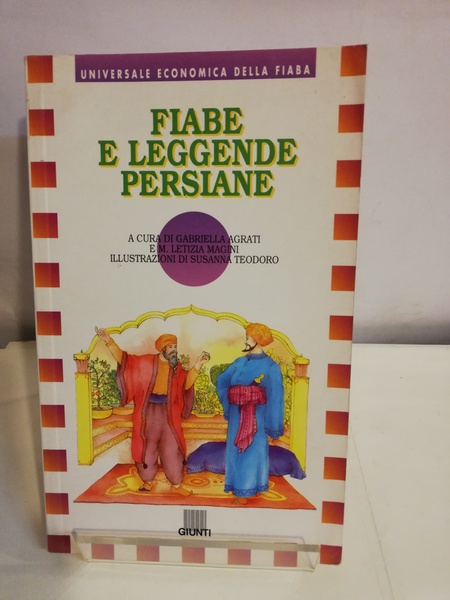 UNIVERSALE ECONOMICA DELLA FIABA
FIABE
E LEGGENDE
PERSIANE
A CURA DI GABRIELLA AGRATI
E M. LETIZIA MAGINI
ILLUSTRAZIONI DI SUSANNA TEODORO
GIUNTI